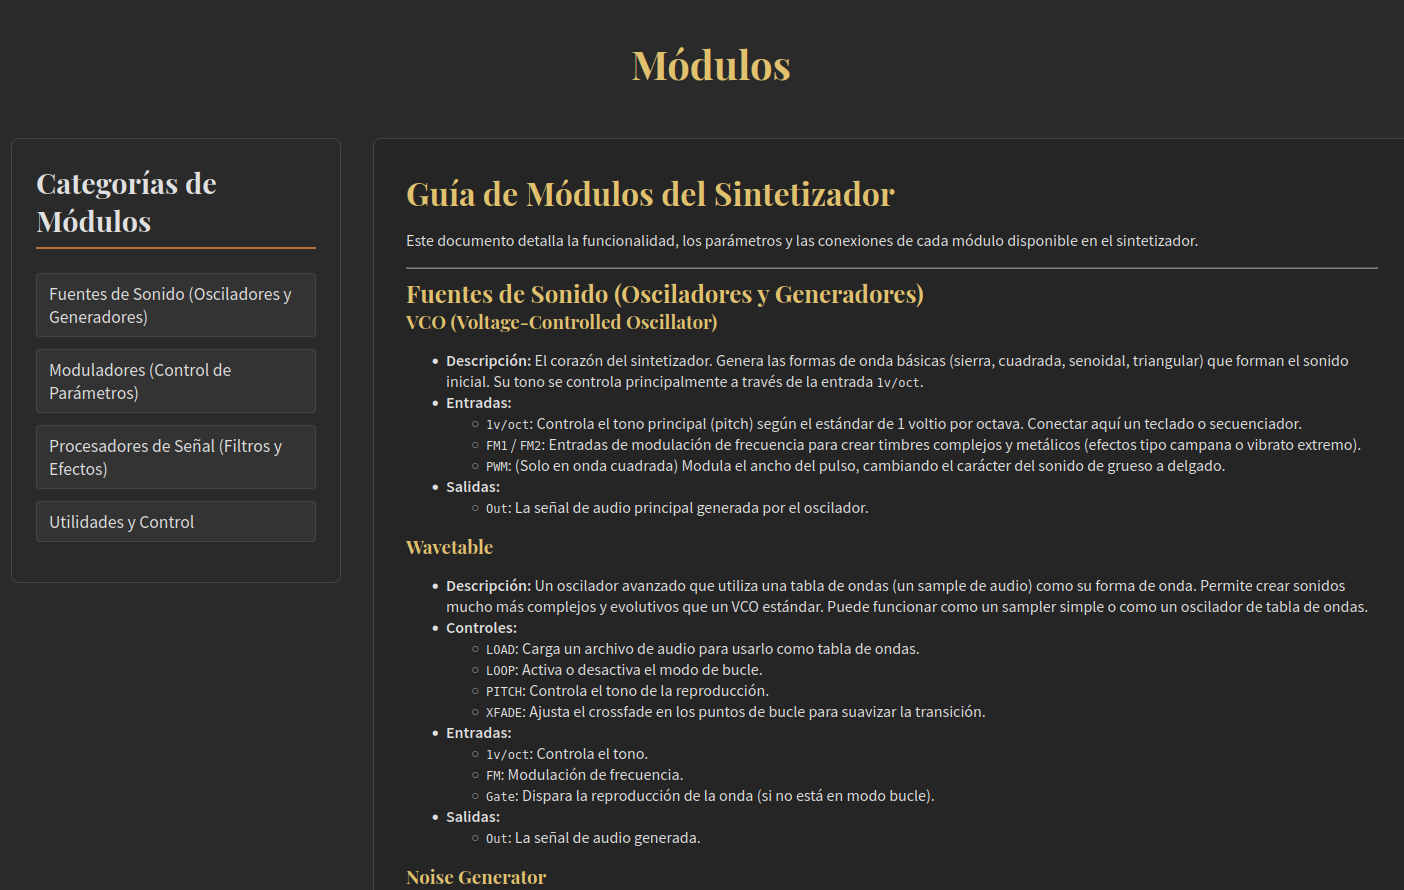 Módulos
Categorías de
Módulos
Fuentes de Sonido (Osciladores y
Generadores)
Moduladores (Control de
Parámetros)
Procesadores de Señal (Filtros y
Efectos)
Utilidades y Control
Guía de Módulos del Sintetizador
Este documento detalla la funcionalidad, los parámetros y las conexiones de cada módulo disponible en el sintetizador.
Fuentes de Sonido (Osciladores y Generadores)
VCO (Voltage-Controlled Oscillator)
• Descripción: El corazón del sintetizador. Genera las formas de onda básicas (sierra, cuadrada, senoidal, triangular) que forman el sonido
inicial. Su tono se controla principalmente a través de la entrada 1v/oct.
• Entradas:
○ 1v/oct: Controla el tono principal (pitch) según el estándar de 1 voltio por octava. Conectar aquí un teclado o secuenciador.
○ FM1 / FM2: Entradas de modulación de frecuencia para crear timbres complejos y metálicos (efectos tipo campana o vibrato extremo).
○ PWM: (Solo en onda cuadrada) Modula el ancho del pulso, cambiando el carácter del sonido de grueso a delgado.
• Salidas:
○ Out: La señal de audio principal generada por el oscilador.
Wavetable
• Descripción: Un oscilador avanzado que utiliza una tabla de ondas (un sample de audio) como su forma de onda. Permite crear sonidos
mucho más complejos y evolutivos que un VCO estándar. Puede funcionar como un sampler simple o como un oscilador de tabla de ondas.
• Controles:
○ LOAD: Carga un archivo de audio para usarlo como tabla de ondas.
○ LOOP: Activa o desactiva el modo de bucle.
○ PITCH: Controla el tono de la reproducción.
○ XFADE: Ajusta el crossfade en los puntos de bucle para suavizar la transición.
• Entradas:
○ 1v/oct: Controla el tono.
○ FM: Modulación de frecuencia.
○ Gate: Dispara la reproducción de la onda (si no está en modo bucle).
• Salidas:
○ Out: La señal de audio generada.
Noise Generator